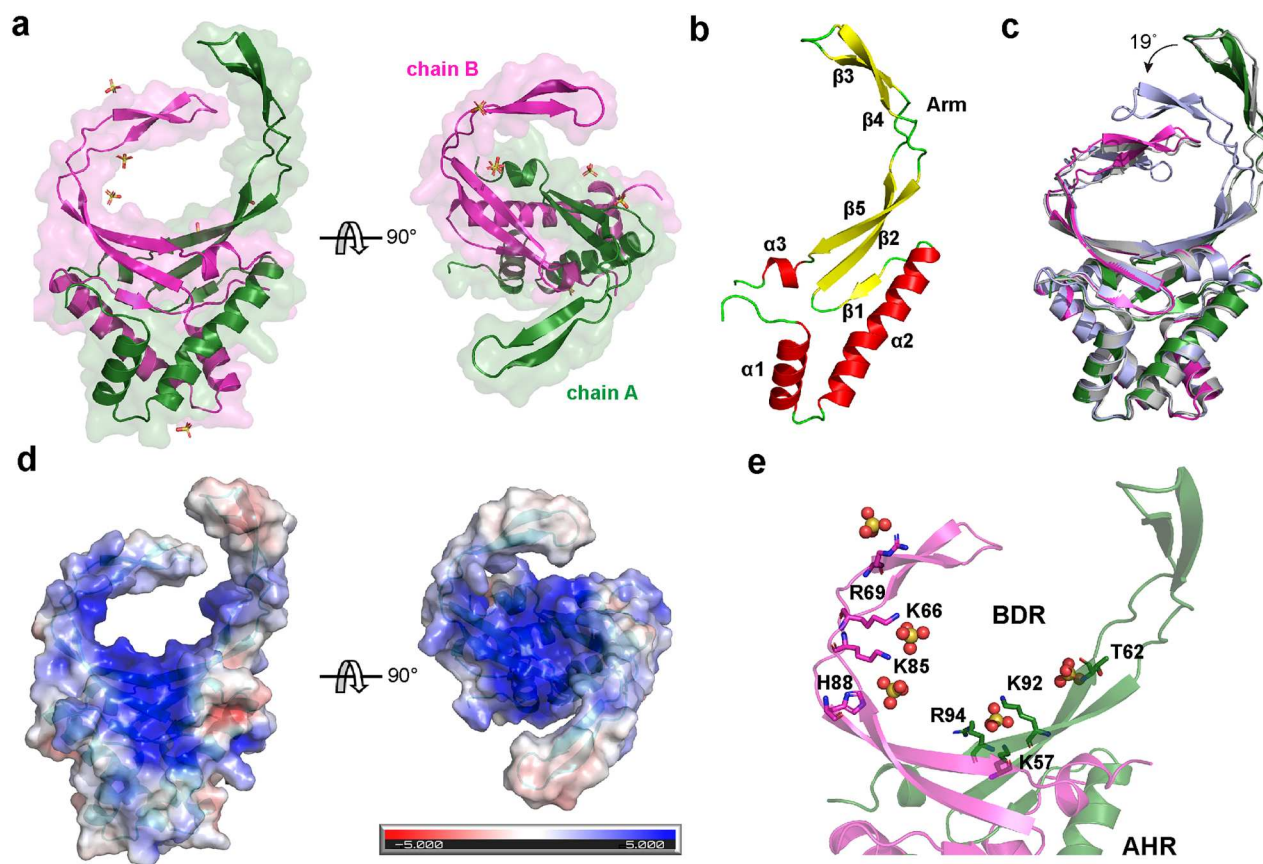 a
chain B
90°
chain A
b
β3
Arm
β4
β5
β2
α3
β1
α2
α1
c
19°
d
90°
-5.000
5.000
e
R69
K66
BDR
K85
T62
H88
K92
R94
K57
AHR